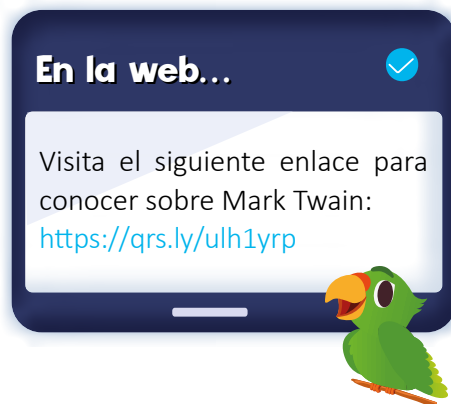 En la web...
Visita el siguiente enlace para
conocer sobre Mark Twain:
https://qrs.ly/ulh1yrp